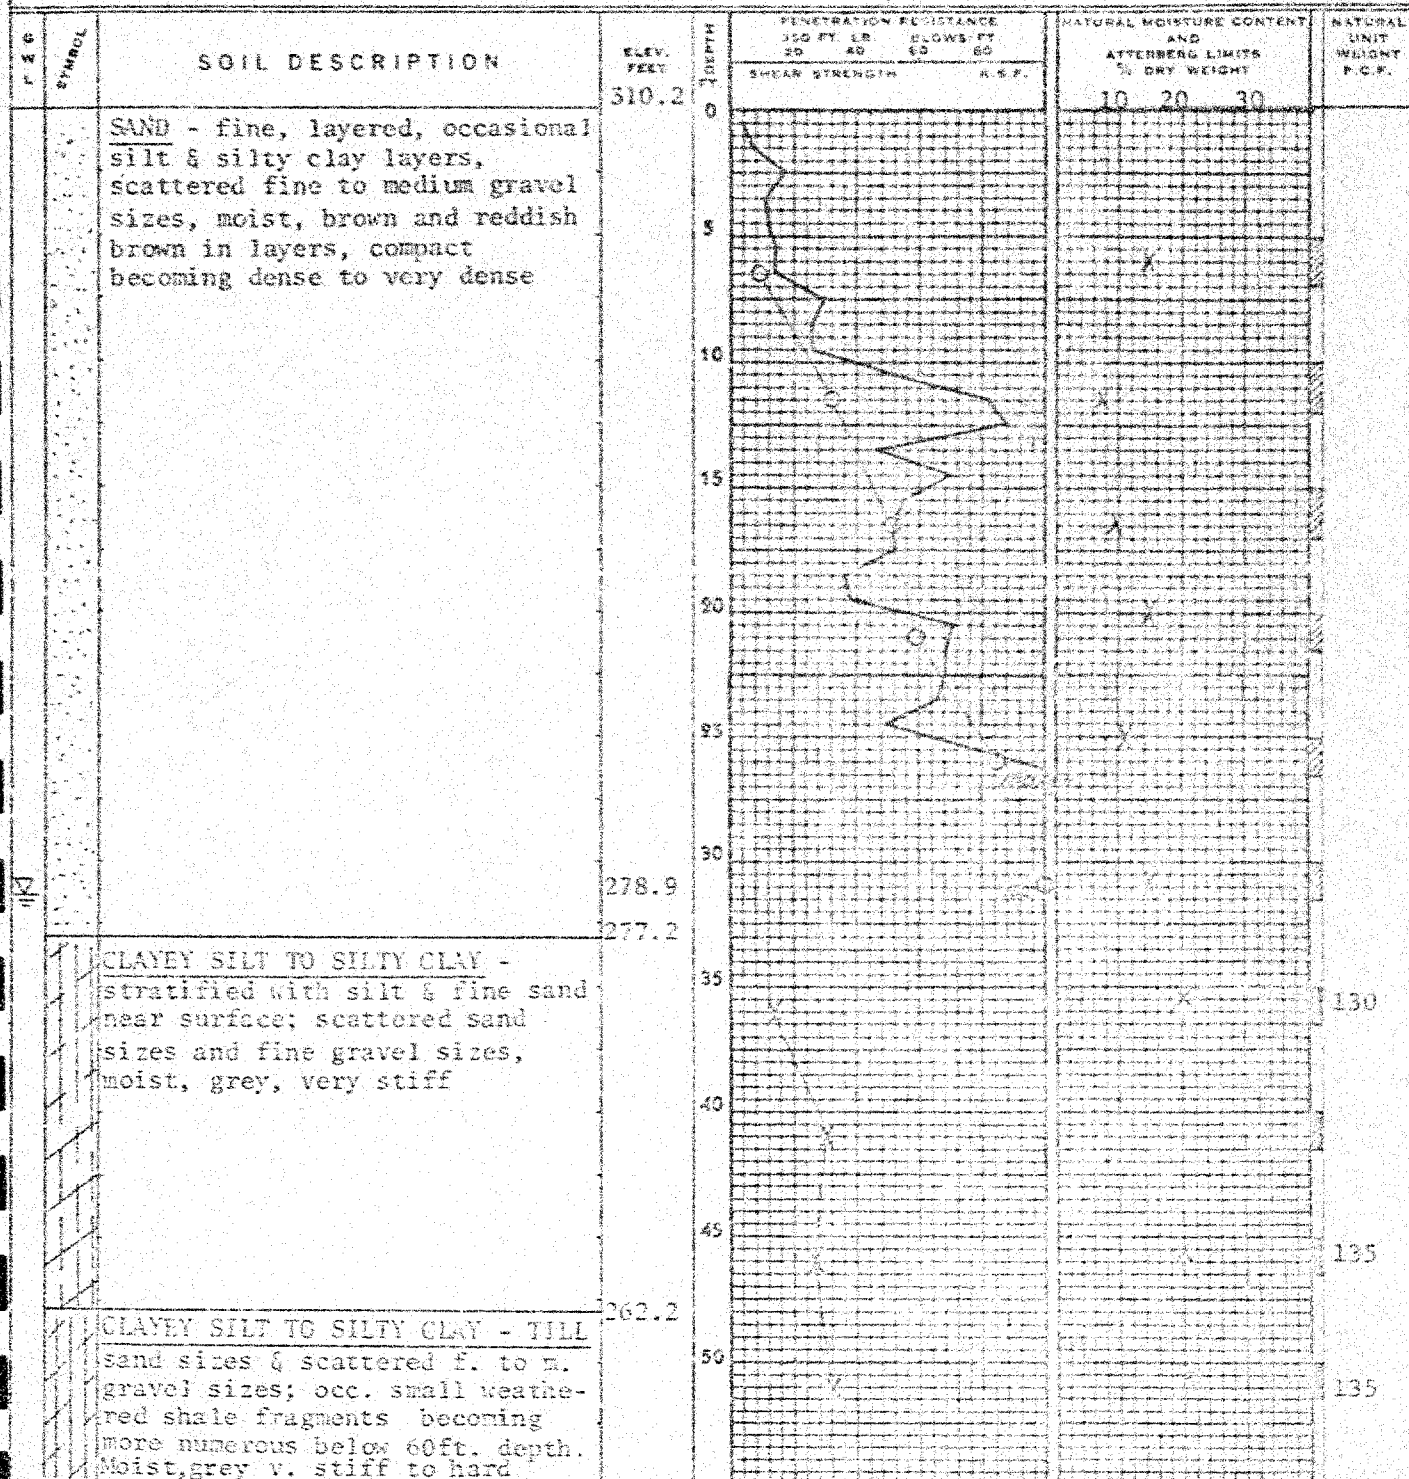 SYMBOL
SOIL DESCRIPTION
ELEV.
FEET
310.2
DEPTH
PENETRATION RESISTANCE
350 FT. LB. BLOWS/FT
20 40 60 80
SHEAR STRENGTH K.S.F.
NATURAL MOISTURE CONTENT
AND
ATTERBERG LIMITS
% DRY WEIGHT
10 20 30
NATURAL
UNIT
WEIGHT
P.C.F.
SAND - fine, layered, occasional
silt & silty clay layers,
scattered fine to medium gravel
sizes, moist, brown and reddish
brown in layers, compact
becoming dense to very dense
278.9
277.2
CLAYEY SILT TO SILTY CLAY -
stratified with silt & fine sand
near surface; scattered sand
sizes and fine gravel sizes,
moist, grey, very stiff
262.2
CLAYEY SILT TO SILTY CLAY - TILL
sand sizes & scattered f. to m.
gravel sizes; occ. small weathe-
red shale fragments becoming
more numerous below 60ft. depth.
Moist,grey v. stiff to hard
0
5
10
15
20
25
30
35
40
45
50
130
135
135